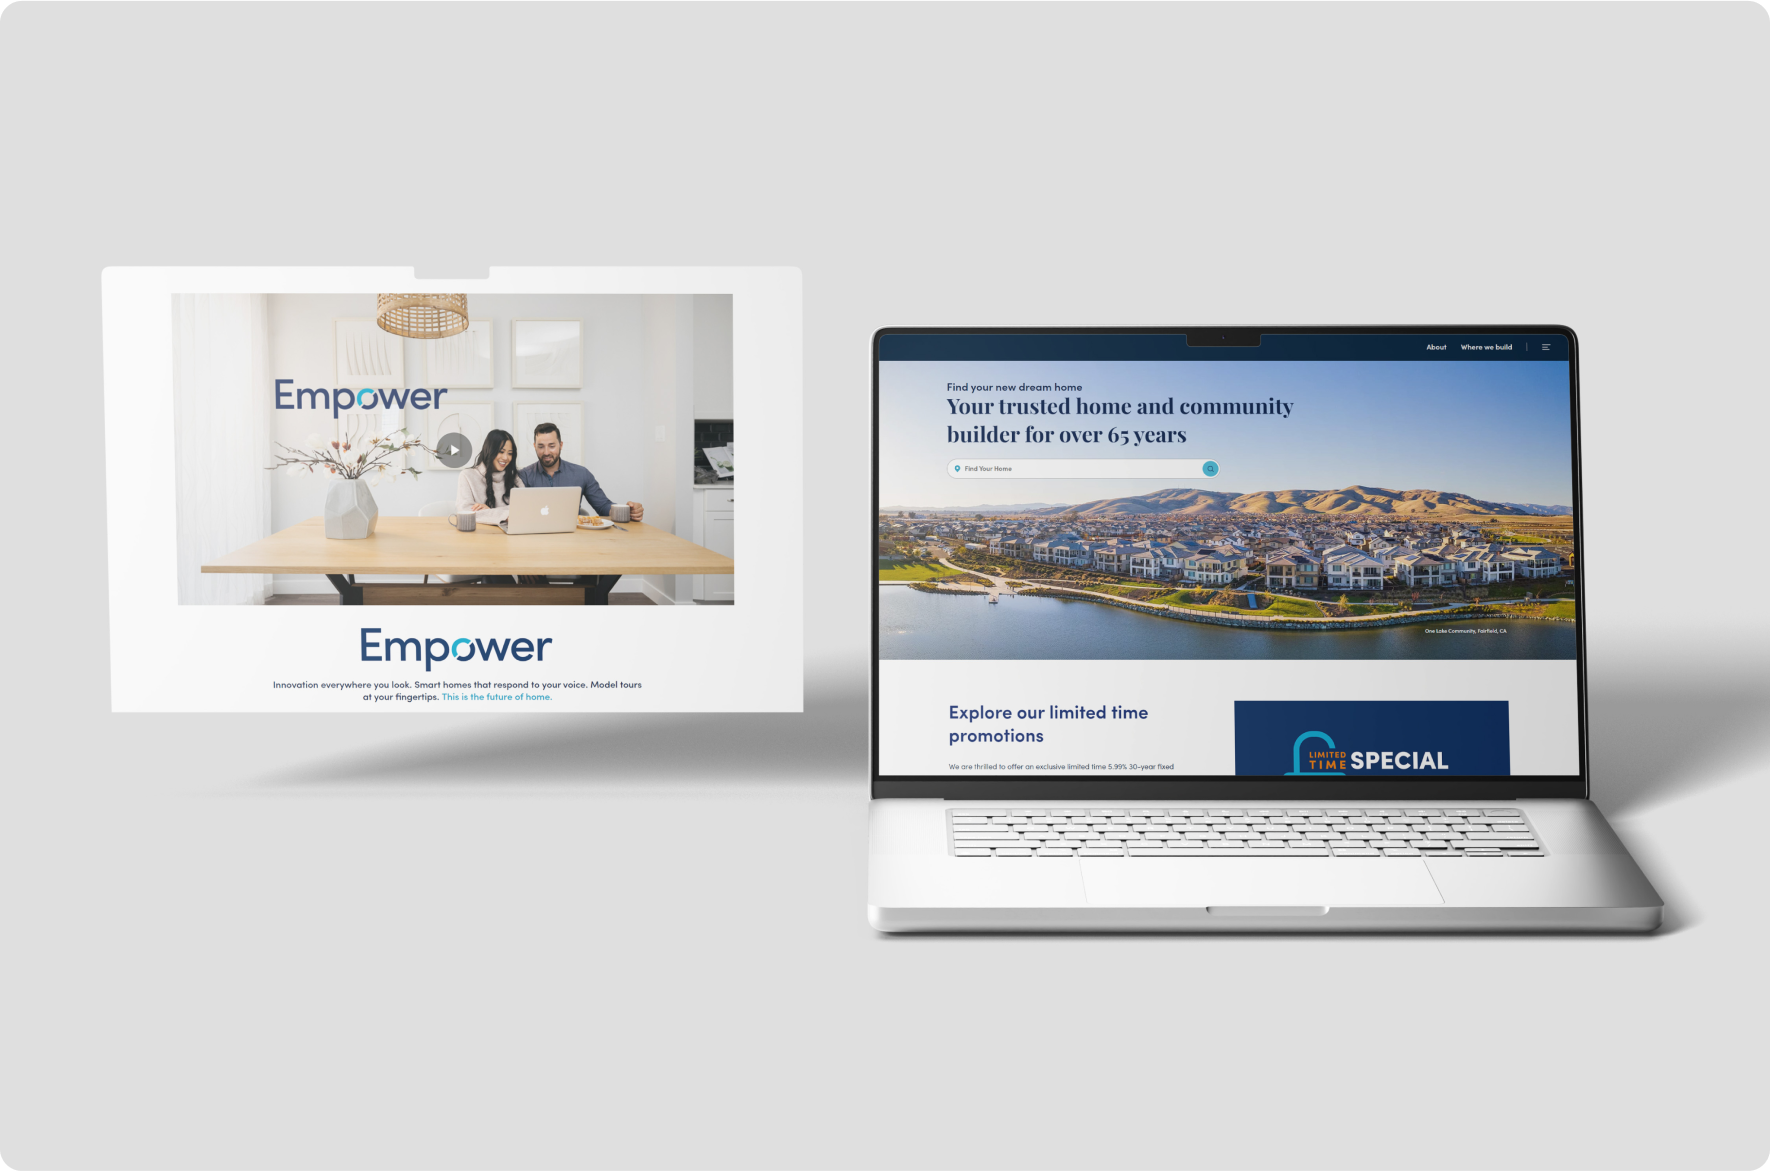 Empower
Empower
Innovation everywhere you look. Smart homes that respond to your voice. Model tours
at your fingertips. This is the future of home.
About
Where we build
Find your new dream home
Your trusted home and community
builder for over 65 years
Find Your Home
One Lake Community, Fairfield, CA
Explore our limited time
promotions
We are thrilled to offer an exclusive limited time 5.99% 30-year fixed
LIMITED
TIME SPECIAL